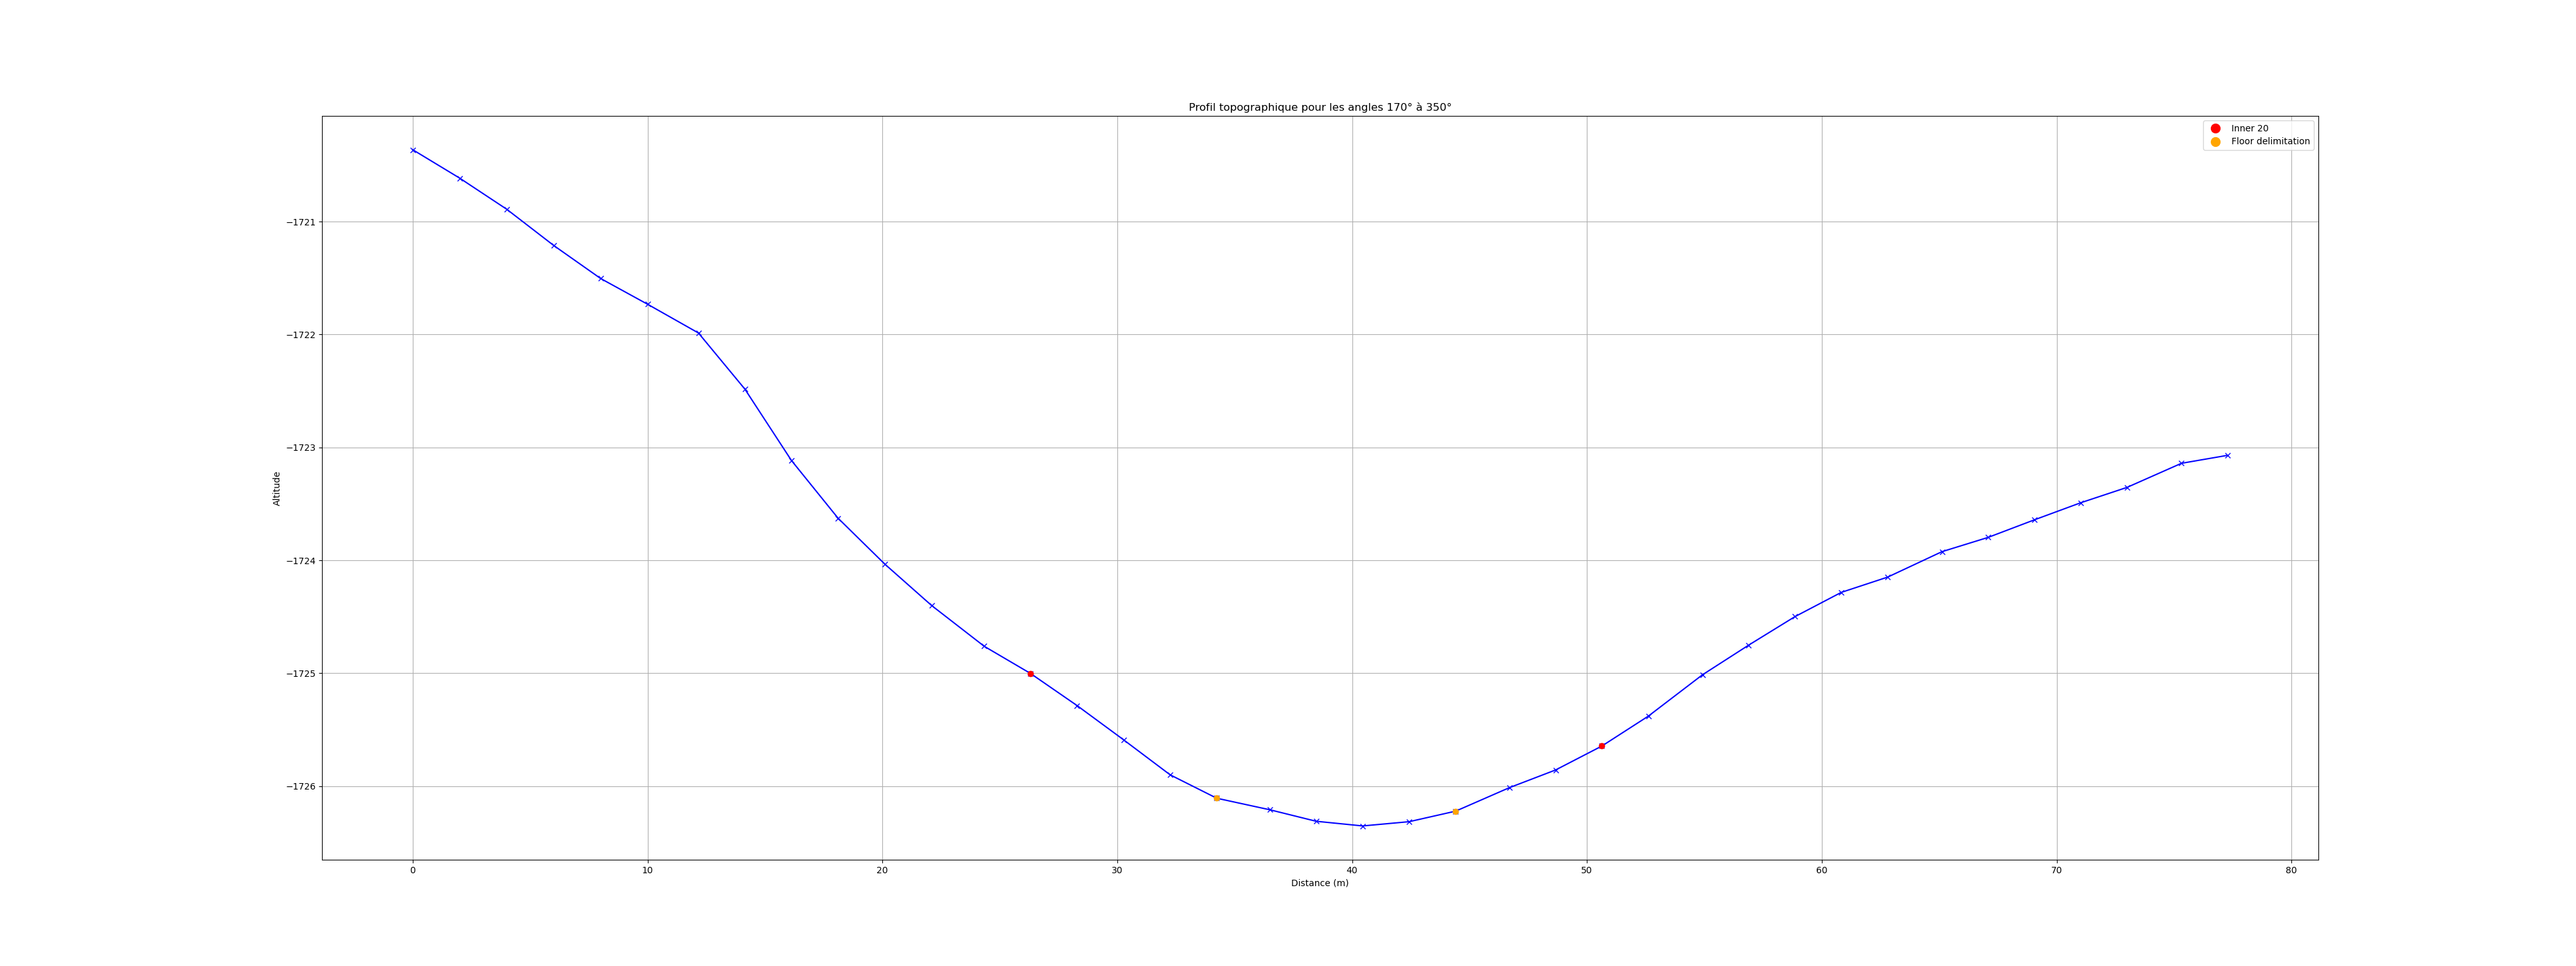 Profil topographique pour les angles 170° à 350°
Inner 20
Floor delimitation
−1721
−1722
−1723
−1724
−1725
−1726
Altitude
0 10 20 30 40 50 60 70 80
Distance (m)